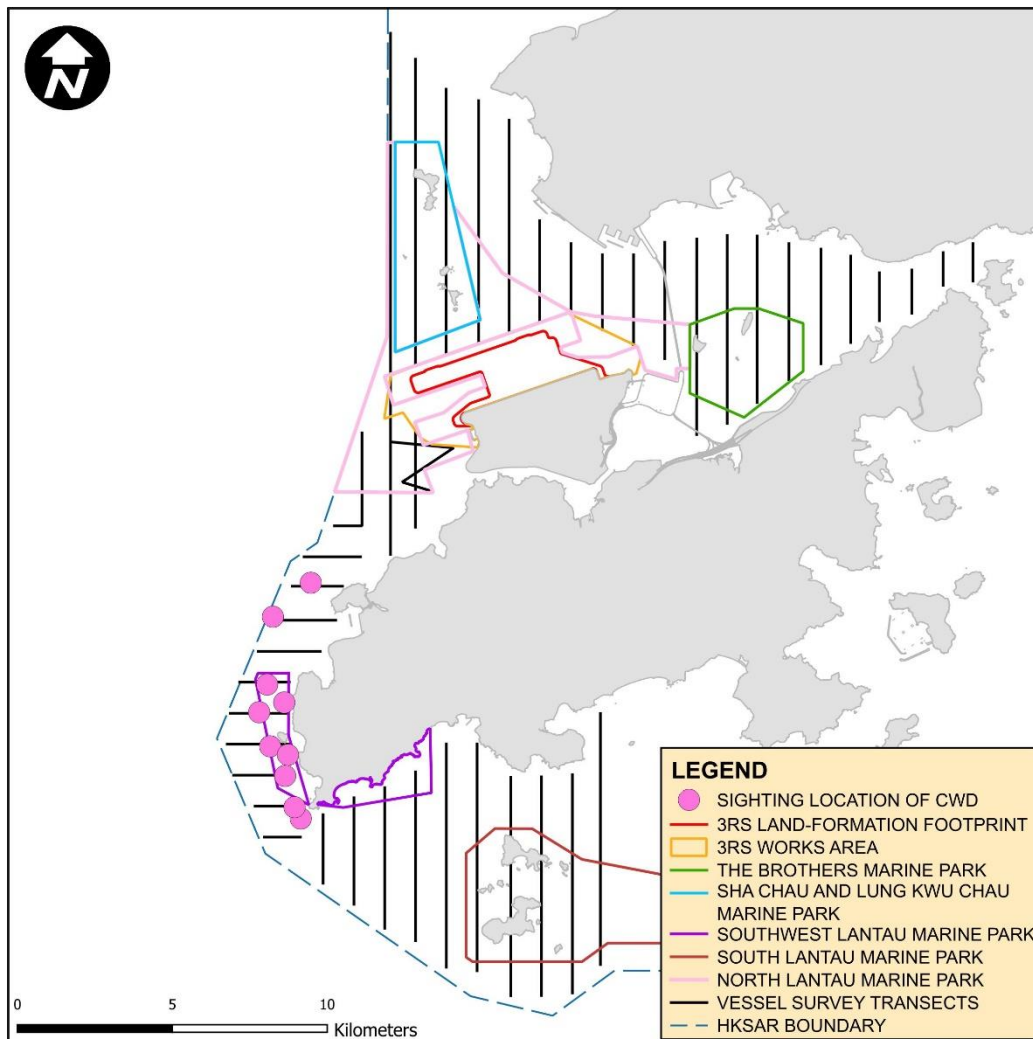 N
LEGEND
SIGHTING LOCATION OF CWD
3RS LAND-FORMATION FOOTPRINT
3RS WORKS AREA
THE BROTHERS MARINE PARK
SHA CHAU AND LUNG KWU CHAU
MARINE PARK
SOUTHWEST LANTAU MARINE PARK
SOUTH LANTAU MARINE PARK
NORTH LANTAU MARINE PARK
VESSEL SURVEY TRANSECTS
HKSAR BOUNDARY
0 5 10
Kilometers